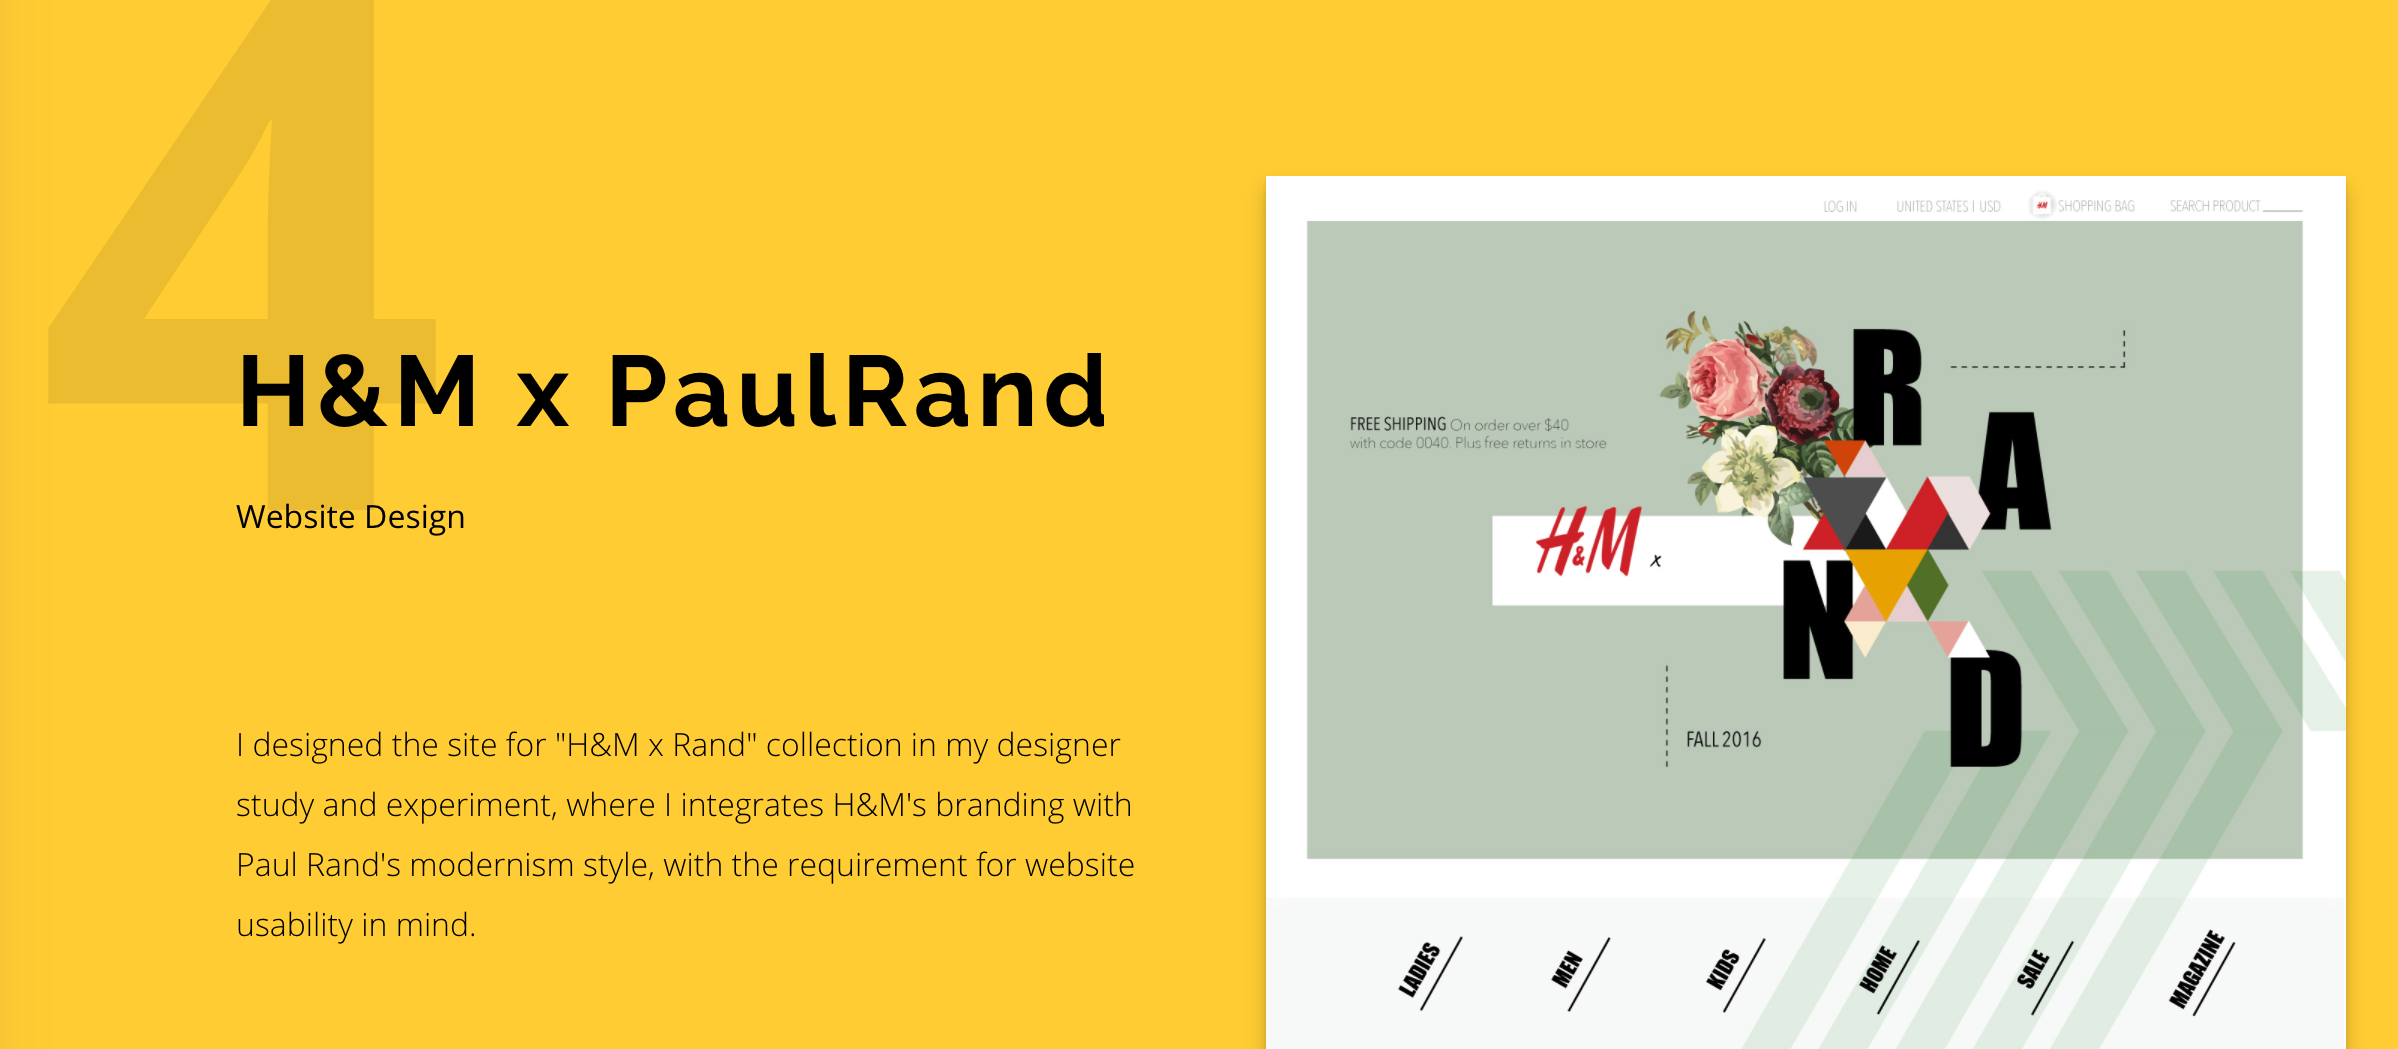 4
H&M x PaulRand
Website Design
I designed the site for "H&M x Rand" collection in my designer
study and experiment, where I integrates H&M's branding with
Paul Rand's modernism style, with the requirement for website
usability in mind.
LOG IN UNITED STATES | USD H&M SHOPPING BAG SEARCH PRODUCT
R
A
N
D
FREE SHIPPING On order over $40
with code 0040. Plus free returns in store
H&M x
FALL 2016
LADIES MEN KIDS HOME SALE MAGAZINE